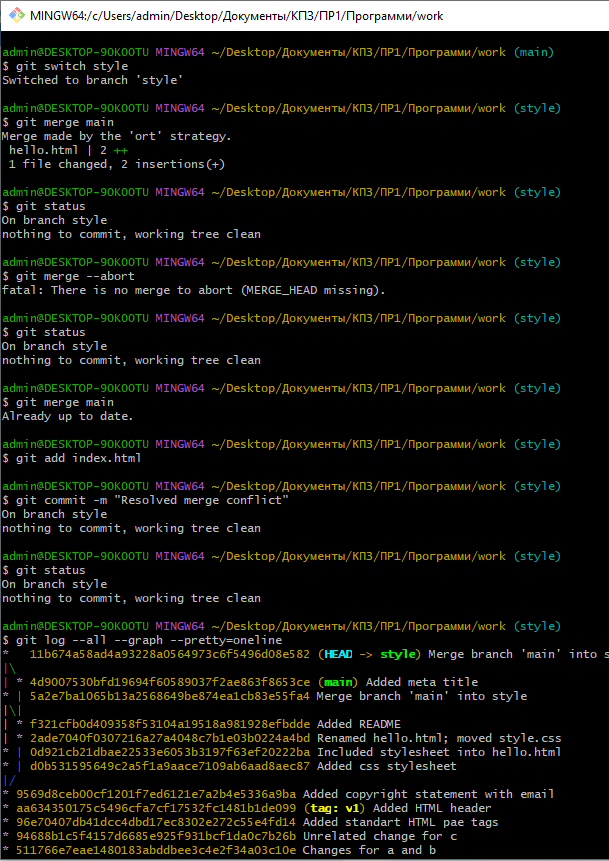 MINGW64:/c/Users/admin/Desktop/Документы/КПЗ/ПР1/Программи/work
admin@DESKTOP-9OKOOTU MINGW64 ~/Desktop/Документы/КПЗ/ПР1/Программи/work (main)
$ git switch style
Switched to branch 'style'
admin@DESKTOP-9OKOOTU MINGW64 ~/Desktop/Документы/КПЗ/ПР1/Программи/work (style)
$ git merge main
Merge made by the 'ort' strategy.
 hello.html | 2 ++
 1 file changed, 2 insertions(+)
admin@DESKTOP-9OKOOTU MINGW64 ~/Desktop/Документы/КПЗ/ПР1/Программи/work (style)
$ git status
On branch style
nothing to commit, working tree clean
admin@DESKTOP-9OKOOTU MINGW64 ~/Desktop/Документы/КПЗ/ПР1/Программи/work (style)
$ git merge --abort
fatal: There is no merge to abort (MERGE_HEAD missing).
admin@DESKTOP-9OKOOTU MINGW64 ~/Desktop/Документы/КПЗ/ПР1/Программи/work (style)
$ git status
On branch style
nothing to commit, working tree clean
admin@DESKTOP-9OKOOTU MINGW64 ~/Desktop/Документы/КПЗ/ПР1/Программи/work (style)
$ git merge main
Already up to date.
admin@DESKTOP-9OKOOTU MINGW64 ~/Desktop/Документы/КПЗ/ПР1/Программи/work (style)
$ git add index.html
admin@DESKTOP-9OKOOTU MINGW64 ~/Desktop/Документы/КПЗ/ПР1/Программи/work (style)
$ git commit -m "Resolved merge conflict"
On branch style
nothing to commit, working tree clean
admin@DESKTOP-9OKOOTU MINGW64 ~/Desktop/Документы/КПЗ/ПР1/Программи/work (style)
$ git status
On branch style
nothing to commit, working tree clean
admin@DESKTOP-9OKOOTU MINGW64 ~/Desktop/Документы/КПЗ/ПР1/Программи/work (style)
$ git log --all --graph --pretty=oneline
*   11b674a58ad4a93228a0564973c6f5496d08e582 (HEAD -> style) Merge branch 'main' into s
|\
| * 4d9007530bfd19694f60589037f2ae863f8653ce (main) Added meta title
* | 5a2e7ba1065b13a2568649be874ea1cb83e55fa4 Merge branch 'main' into style
|\|
| * f321cfb0d409358f53104a19518a981928efbdde Added README
| * 2ade7040f0307216a27a4048c7b1e03b0224a4bd Renamed hello.html; moved style.css
* | 0d921cb21dbae22533e6053b3197f63ef20222ba Included stylesheet into hello.html
* | d0b531595649c2a5f1a9aace7109ab6aad8aec87 Added css stylesheet
|/
* 9569d8ceb00cf1201f7ed6121e7a2b4e5336a9ba Added copyright statement with email
* aa634350175c5496cfa7cf17532fc1481b1de099 (tag: v1) Added HTML header
* 96e70407db41dcc4dbd17ec8302e272c55e4fd14 Added standart HTML pae tags
* 94688b1c5f4157d6685e925f931bcf1da0c7b26b Unrelated change for c
* 511766e7eae1480183abddbee3c4e2f34a03c10e Changes for a and b